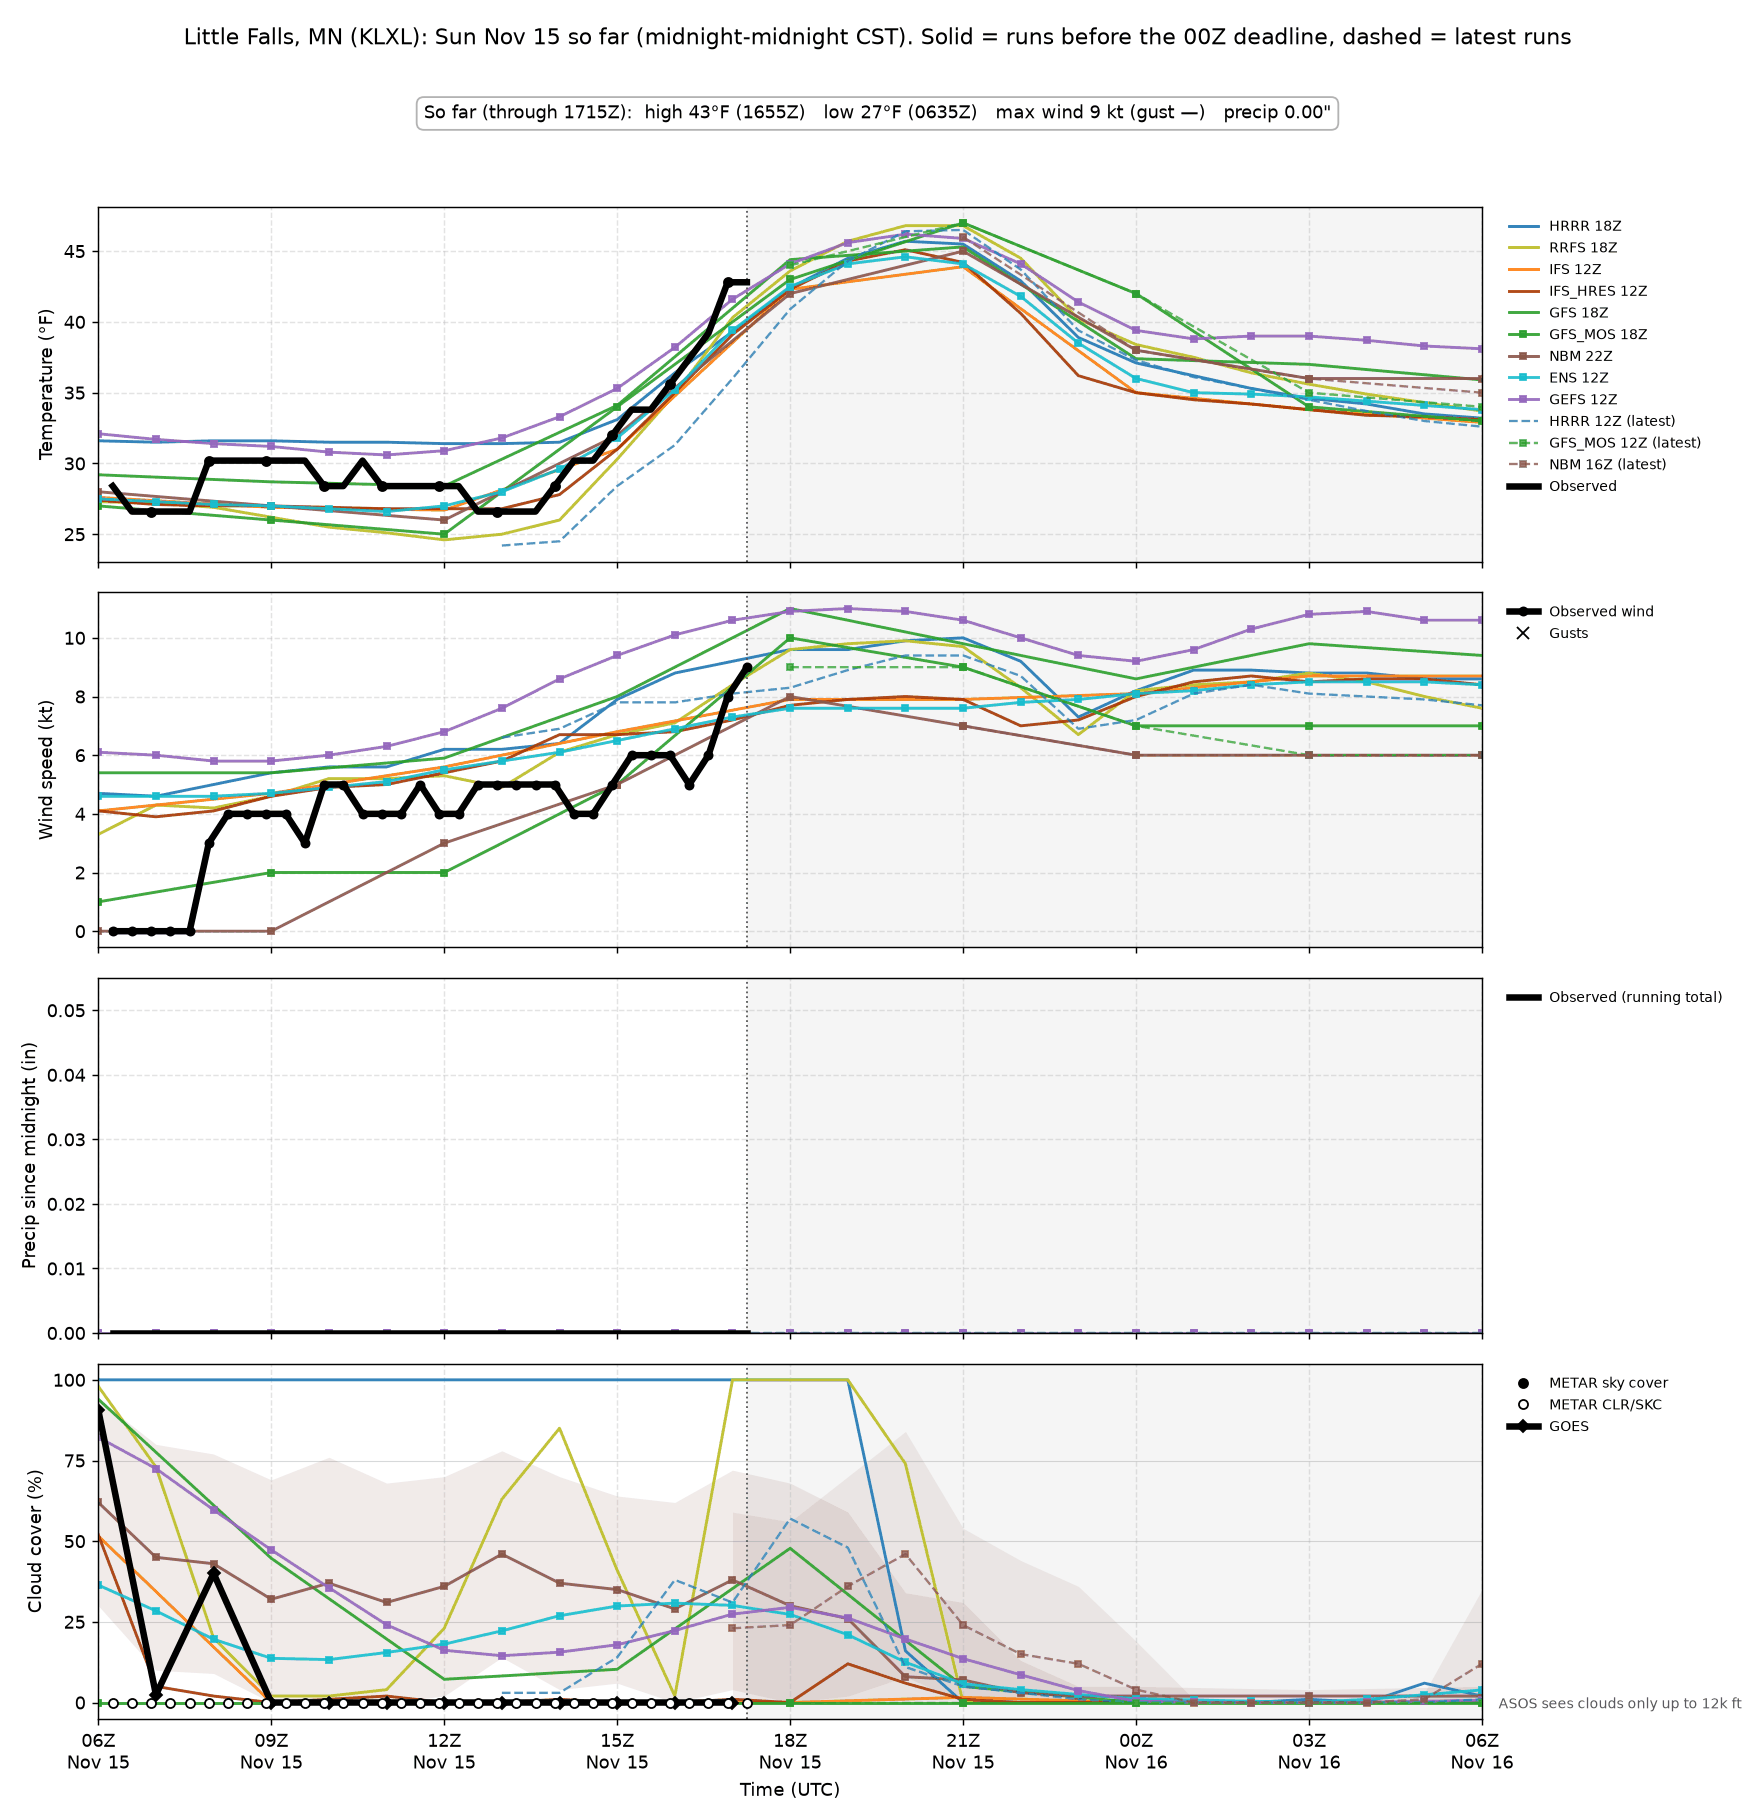 Little Falls, MN (KLXL): Sun Nov 15 so far (midnight-midnight CST). Solid = runs before the 00Z deadline, dashed = latest runs
So far (through 1715Z):  high 43°F (1655Z)   low 27°F (0635Z)   max wind 9 kt (gust —)   precip 0.00"
Temperature (°F)
45
40
35
30
25
HRRR 18Z
RRFS 18Z
IFS 12Z
IFS_HRES 12Z
GFS 18Z
GFS_MOS 18Z
NBM 22Z
ENS 12Z
GEFS 12Z
HRRR 12Z (latest)
GFS_MOS 12Z (latest)
NBM 16Z (latest)
Observed
Wind speed (kt)
10
8
6
4
2
0
Observed wind
Gusts
Precip since midnight (in)
0.05
0.04
0.03
0.02
0.01
0.00
Observed (running total)
Cloud cover (%)
100
75
50
25
0
METAR sky cover
METAR CLR/SKC
GOES
ASOS sees clouds only up to 12k ft
06Z
Nov 15
09Z
Nov 15
12Z
Nov 15
15Z
Nov 15
18Z
Nov 15
21Z
Nov 15
00Z
Nov 16
03Z
Nov 16
06Z
Nov 16
Time (UTC)